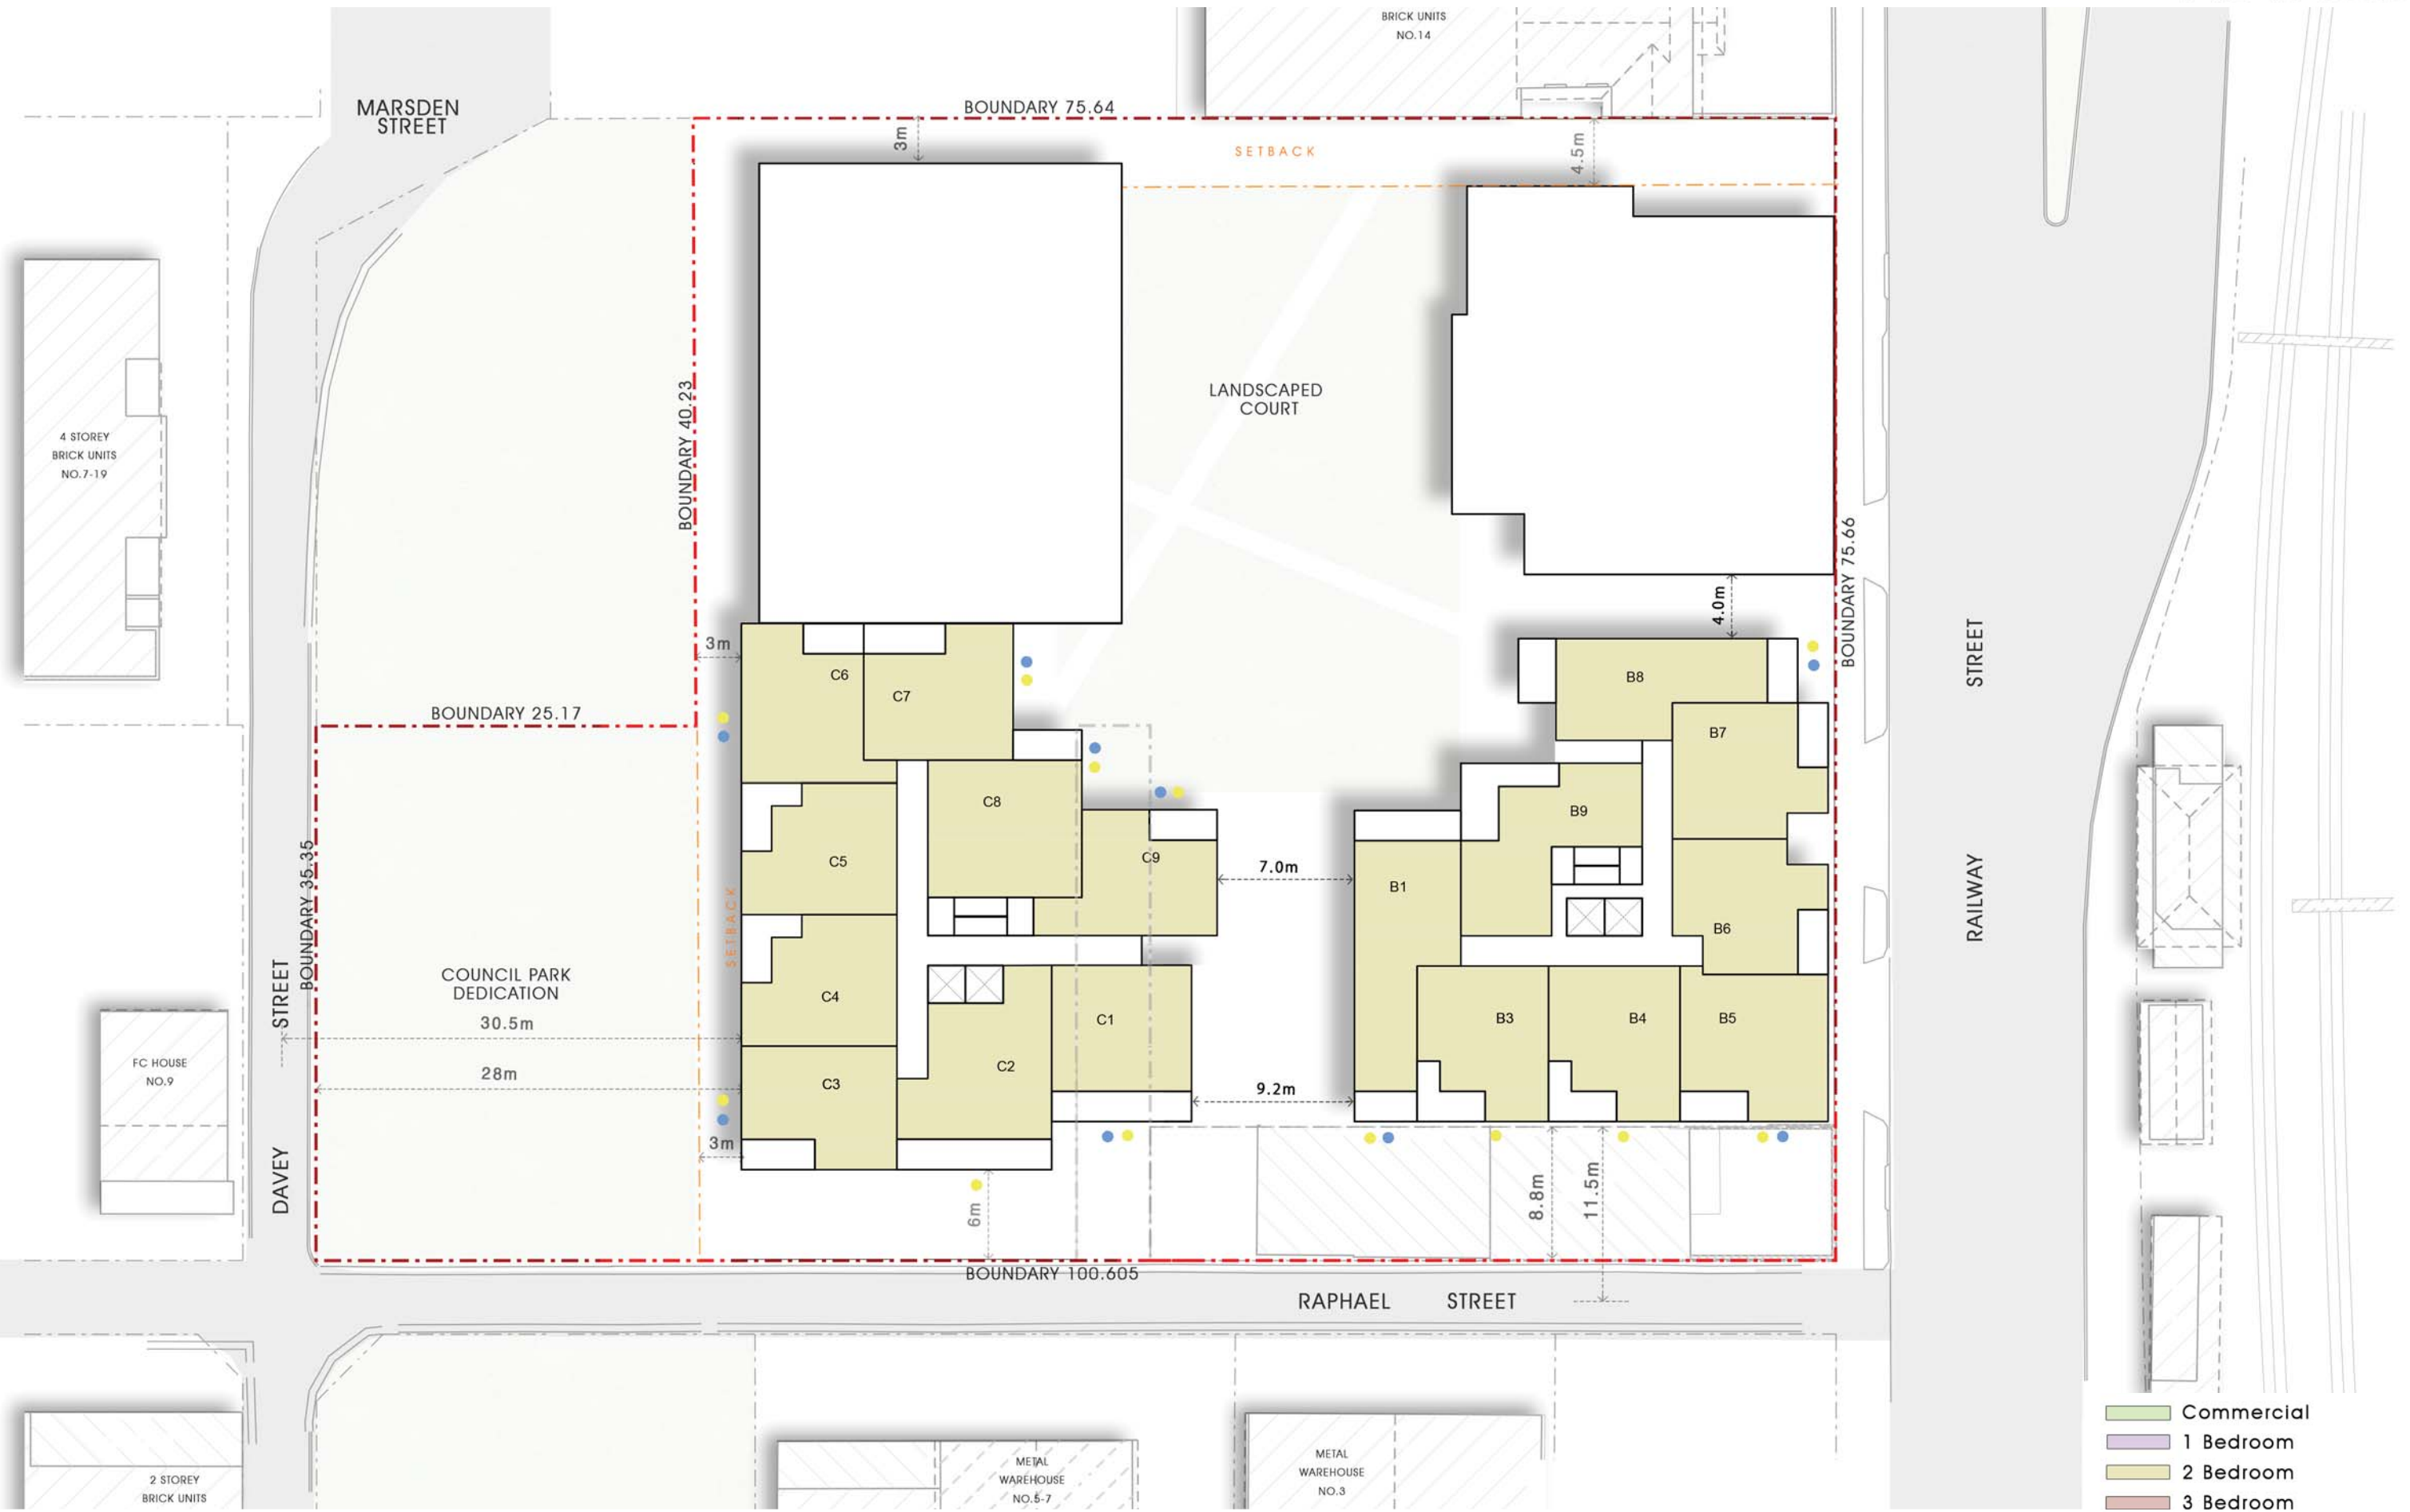 BRICK UNITS
NO.14
MARSDEN
STREET
BOUNDARY 75.64
3m
SETBACK
4.5m
BOUNDARY 40.23
LANDSCAPED
COURT
4 STOREY
BRICK UNITS
NO.7-19
BOUNDARY 75.66
4.0m
STREET
RAILWAY
3m
C6
C7
B8
B7
BOUNDARY 25.17
C8
B9
C5
C9
7.0m
B1
BOUNDARY 35.35
SETBACK
B6
COUNCIL PARK
DEDICATION
C4
30.5m
STREET
DAVEY
C1
B3
B4
B5
FC HOUSE
NO.9
28m
C3
C2
9.2m
3m
6m
8.8m
11.5m
BOUNDARY 100.605
RAPHAEL STREET
2 STOREY
BRICK UNITS
METAL
WAREHOUSE
NO.5-7
METAL
WAREHOUSE
NO.3
Commercial
1 Bedroom
2 Bedroom
3 Bedroom